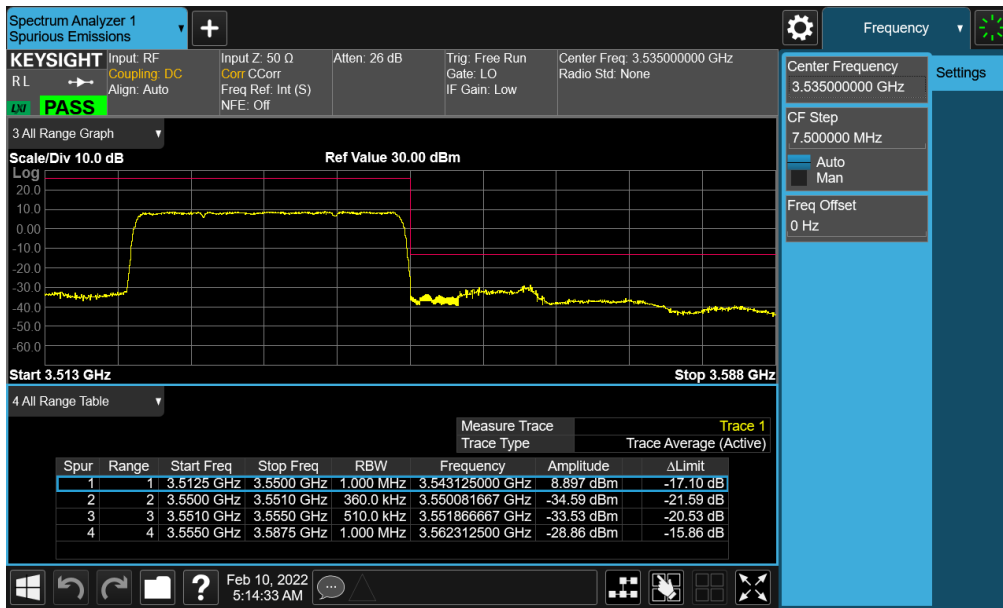 Spectrum Analyzer 1
Spurious Emissions
Frequency
KEYSIGHT Input: RF Input Z: 50 Ω Atten: 26 dB Trig: Free Run Center Freq: 3.535000000 GHz
R L Coupling: DC Corr CCorr Gate: LO Radio Std: None
Align: Auto Freq Ref: Int (S) IF Gain: Low
LXI PASS NFE: Off
3 All Range Graph
Scale/Div 10.0 dB Ref Value 30.00 dBm
Log
20.0
10.0
0.00
-10.0
-20.0
-30.0
-40.0
-50.0
-60.0
Start 3.513 GHz Stop 3.588 GHz
4 All Range Table
Measure Trace Trace 1
Trace Type Trace Average (Active)
Spur Range Start Freq Stop Freq RBW Frequency Amplitude ΔLimit
1 1 3.5125 GHz 3.5500 GHz 1.000 MHz 3.543125000 GHz 8.897 dBm -17.10 dB
2 2 3.5500 GHz 3.5510 GHz 360.0 kHz 3.550081667 GHz -34.59 dBm -21.59 dB
3 3 3.5510 GHz 3.5550 GHz 510.0 kHz 3.551866667 GHz -33.53 dBm -20.53 dB
4 4 3.5550 GHz 3.5875 GHz 1.000 MHz 3.562312500 GHz -28.86 dBm -15.86 dB
Feb 10, 2022
5:14:33 AM
Center Frequency
3.535000000 GHz
Settings
CF Step
7.500000 MHz
Auto
Man
Freq Offset
0 Hz